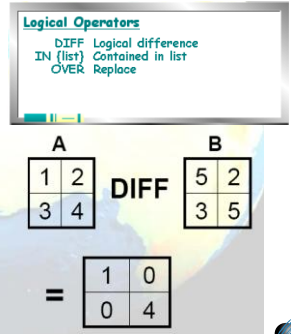 Logical Operators
DIFF Logical difference
IN {list} Contained in list
OVER Replace
A B
1 2 DIFF 5 2
3 4 3 5
= 1 0
0 4